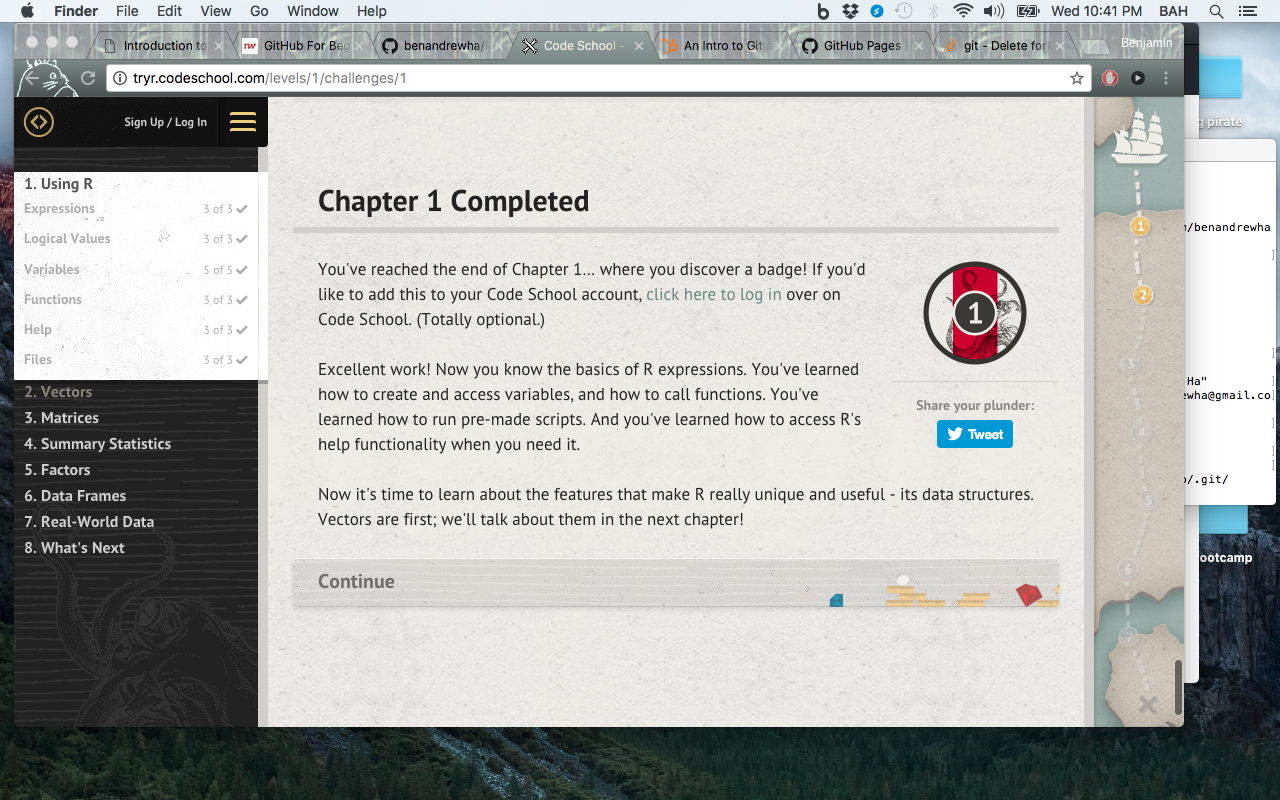 Finder File Edit View Go Window Help
Wed 10:41 PM BAH
Introduction to
GitHub For Beg
benandrewha/
Code School -
An Intro to Git
GitHub Pages
git - Delete for
Benjamin
tryr.codeschool.com/levels/1/challenges/1
Sign Up / Log In
1. Using R
Expressions 3 of 3
Logical Values 3 of 3
Variables 5 of 5
Functions 3 of 3
Help 3 of 3
Files 3 of 3
2. Vectors
3. Matrices
4. Summary Statistics
5. Factors
6. Data Frames
7. Real-World Data
8. What's Next
Chapter 1 Completed
You've reached the end of Chapter 1... where you discover a badge! If you'd
like to add this to your Code School account, click here to log in over on
Code School. (Totally optional.)
Excellent work! Now you know the basics of R expressions. You've learned
how to create and access variables, and how to call functions. You've
learned how to run pre-made scripts. And you've learned how to access R's
help functionality when you need it.
Now it's time to learn about the features that make R really unique and useful - its data structures.
Vectors are first; we'll talk about them in the next chapter!
1
Share your plunder:
Tweet
Continue
1
2
3
4
5
6
7
g pirate
m/benandrewha
]
]
Ha"
ewha@gmail.co]
]
]
]
o/.git/
ootcamp